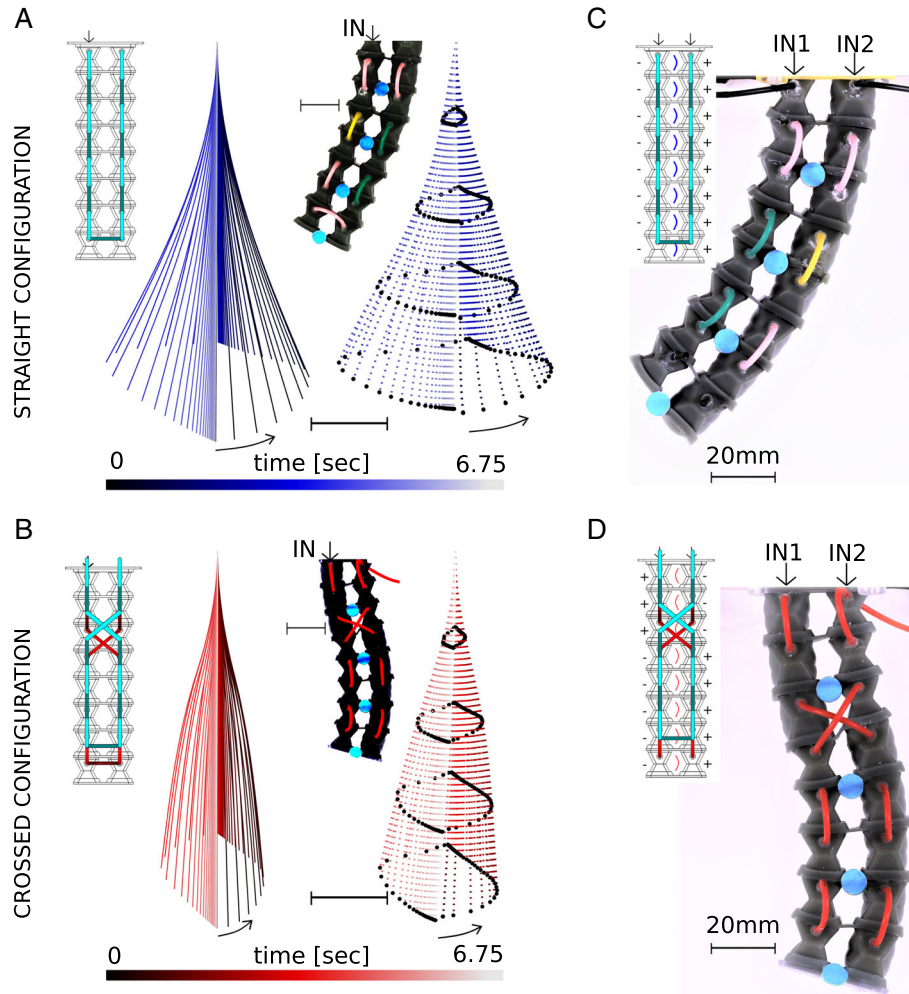 A
C
IN
IN1 IN2
- +
- +
- +
- +
- +
- +
- +
- +
STRAIGHT CONFIGURATION
20mm
0 time [sec] 6.75
B
D
IN
IN1 IN2
+ -
+ -
+ -
- +
- +
- +
- +
- +
CROSSED CONFIGURATION
20mm
0 time [sec] 6.75